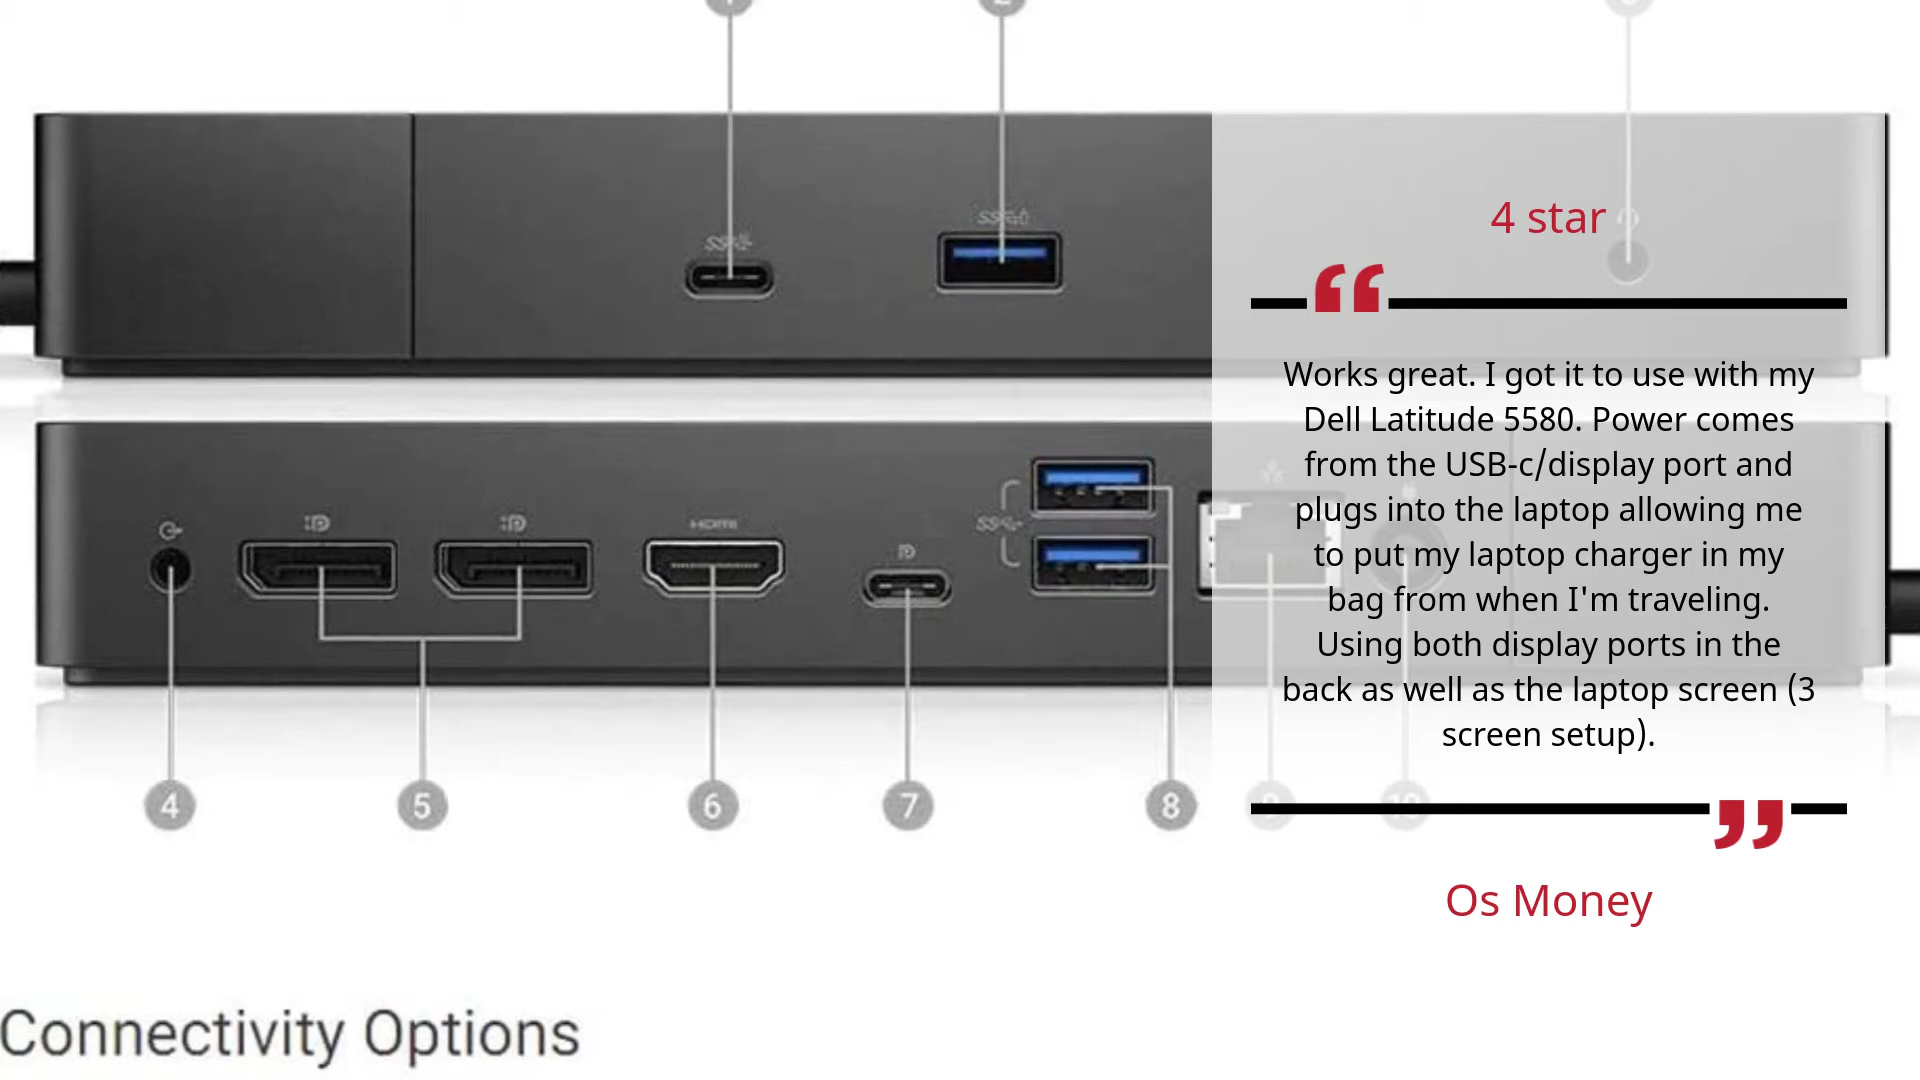 4 star
Works great. I got it to use with my
Dell Latitude 5580. Power comes
from the USB-c/display port and
plugs into the laptop allowing me
to put my laptop charger in my
bag from when I'm traveling.
Using both display ports in the
back as well as the laptop screen (3
screen setup).
Os Money
HDMI
4
5
6
7
8
9
10
Connectivity Options